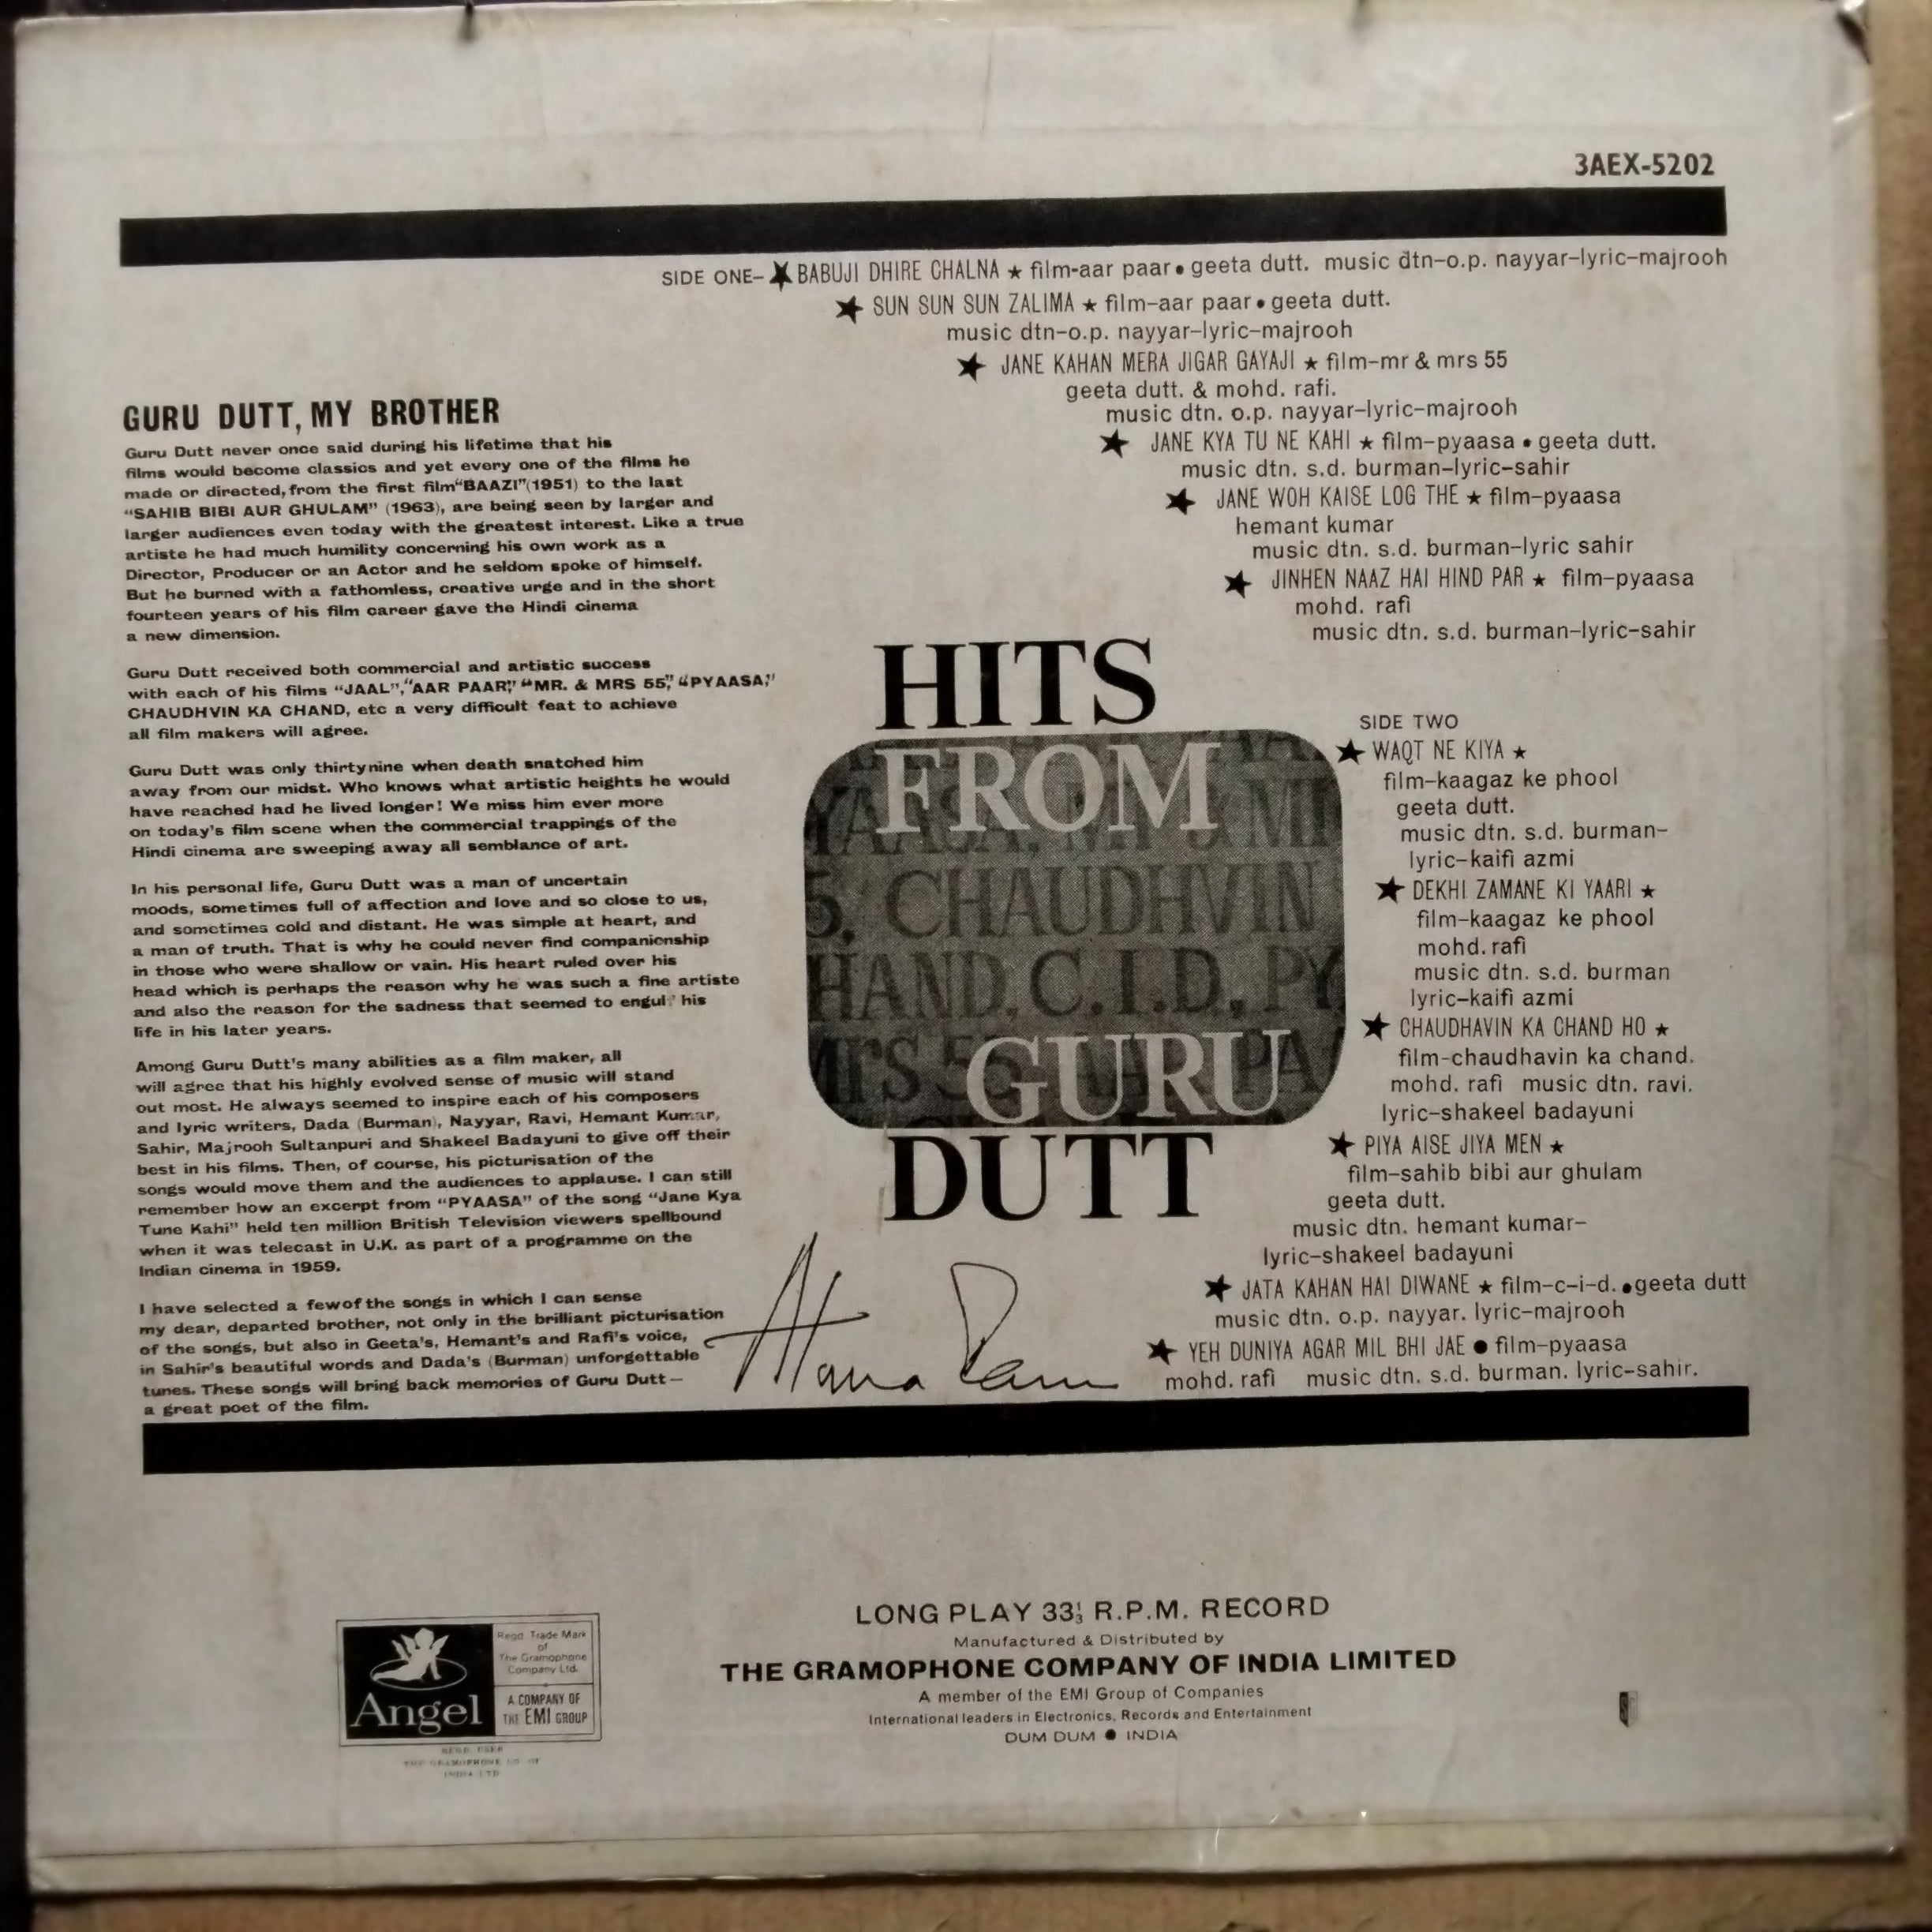 3AEX-5202
SIDE ONE– ★ BABUJI DHIRE CHALNA ★ film-aar paar • geeta dutt. music dtn-o.p. nayyar–lyric–majrooh
★ SUN SUN SUN ZALIMA ★ film–aar paar • geeta dutt.
music dtn–o.p. nayyar–lyric–majrooh
★ JANE KAHAN MERA JIGAR GAYAJI ★ film–mr & mrs 55
geeta dutt. & mohd. rafi.
music dtn. o.p. nayyar–lyric–majrooh
★ JANE KYA TU NE KAHI ★ film–pyaasa • geeta dutt.
music dtn. s.d. burman–lyric–sahir
★ JANE WOH KAISE LOG THE ★ film–pyaasa
hemant kumar
music dtn. s.d. burman–lyric sahir
★ JINHEN NAAZ HAI HIND PAR ★ film–pyaasa
mohd. rafi
music dtn. s.d. burman–lyric–sahir
GURU DUTT, MY BROTHER
Guru Dutt never once said during his lifetime that his
films would become classics and yet every one of the films he
made or directed, from the first film “BAAZI” (1951) to the last
“SAHIB BIBI AUR GHULAM” (1963), are being seen by larger and
larger audiences even today with the greatest interest. Like a true
artiste he had much humility concerning his own work as a
Director, Producer or an Actor and he seldom spoke of himself.
But he burned with a fathomless, creative urge and in the short
fourteen years of his film career gave the Hindi cinema
a new dimension.
Guru Dutt received both commercial and artistic success
with each of his films “JAAL”, “AAR PAAR,” “MR. & MRS 55,” “PYAASA,”
CHAUDHVIN KA CHAND, etc a very difficult feat to achieve
all film makers will agree.
Guru Dutt was only thirtynine when death snatched him
away from our midst. Who knows what artistic heights he would
have reached had he lived longer! We miss him ever more
on today's film scene when the commercial trappings of the
Hindi cinema are sweeping away all semblance of art.
In his personal life, Guru Dutt was a man of uncertain
moods, sometimes full of affection and love and so close to us,
and sometimes cold and distant. He was simple at heart, and
a man of truth. That is why he could never find companionship
in those who were shallow or vain. His heart ruled over his
head which is perhaps the reason why he was such a fine artiste
and also the reason for the sadness that seemed to engulf his
life in his later years.
Among Guru Dutt's many abilities as a film maker, all
will agree that his highly evolved sense of music will stand
out most. He always seemed to inspire each of his composers
and lyric writers, Dada (Burman), Nayyar, Ravi, Hemant Kumar,
Sahir, Majrooh Sultanpuri and Shakeel Badayuni to give off their
best in his films. Then, of course, his picturisation of the
songs would move them and the audiences to applause. I can still
remember how an excerpt from “PYAASA” of the song “Jane Kya
Tune Kahi” held ten million British Television viewers spellbound
when it was telecast in U.K. as part of a programme on the
Indian cinema in 1959.
I have selected a few of the songs in which I can sense
my dear, departed brother, not only in the brilliant picturisation
of the songs, but also in Geeta's, Hemant's and Rafi's voice,
in Sahir's beautiful words and Dada's (Burman) unforgettable
tunes. These songs will bring back memories of Guru Dutt—
a great poet of the film.
HITS
FROM
GURU
DUTT
YAASA, Mr & Mr
5, CHAUDHVIN
HAND, C.I.D., PY
Mrs 55, PA
SIDE TWO
★ WAQT NE KIYA ★
film–kaagaz ke phool
geeta dutt.
music dtn. s.d. burman–
lyric–kaifi azmi
★ DEKHI ZAMANE KI YAARI ★
film–kaagaz ke phool
mohd. rafi
music dtn. s.d. burman
lyric–kaifi azmi
★ CHAUDHAVIN KA CHAND HO ★
film–chaudhavin ka chand.
mohd. rafi music dtn. ravi.
lyric–shakeel badayuni
★ PIYA AISE JIYA MEN ★
film–sahib bibi aur ghulam
geeta dutt.
music dtn. hemant kumar–
lyric–shakeel badayuni
★ JATA KAHAN HAI DIWANE ★ film–c–i–d. • geeta dutt
music dtn. o.p. nayyar. lyric–majrooh
★ YEH DUNIYA AGAR MIL BHI JAE ● film–pyaasa
mohd. rafi music dtn. s.d. burman. lyric–sahir.
LONG PLAY 33⅓ R.P.M. RECORD
Manufactured & Distributed by
THE GRAMOPHONE COMPANY OF INDIA LIMITED
A member of the EMI Group of Companies
International leaders in Electronics, Records and Entertainment
DUM DUM ● INDIA
Angel
Regd. Trade Mark
of
The Gramophone
Company Ltd.
A COMPANY OF
THE EMI GROUP
REGD. USER
THE GRAMOPHONE CO. OF
INDIA LTD